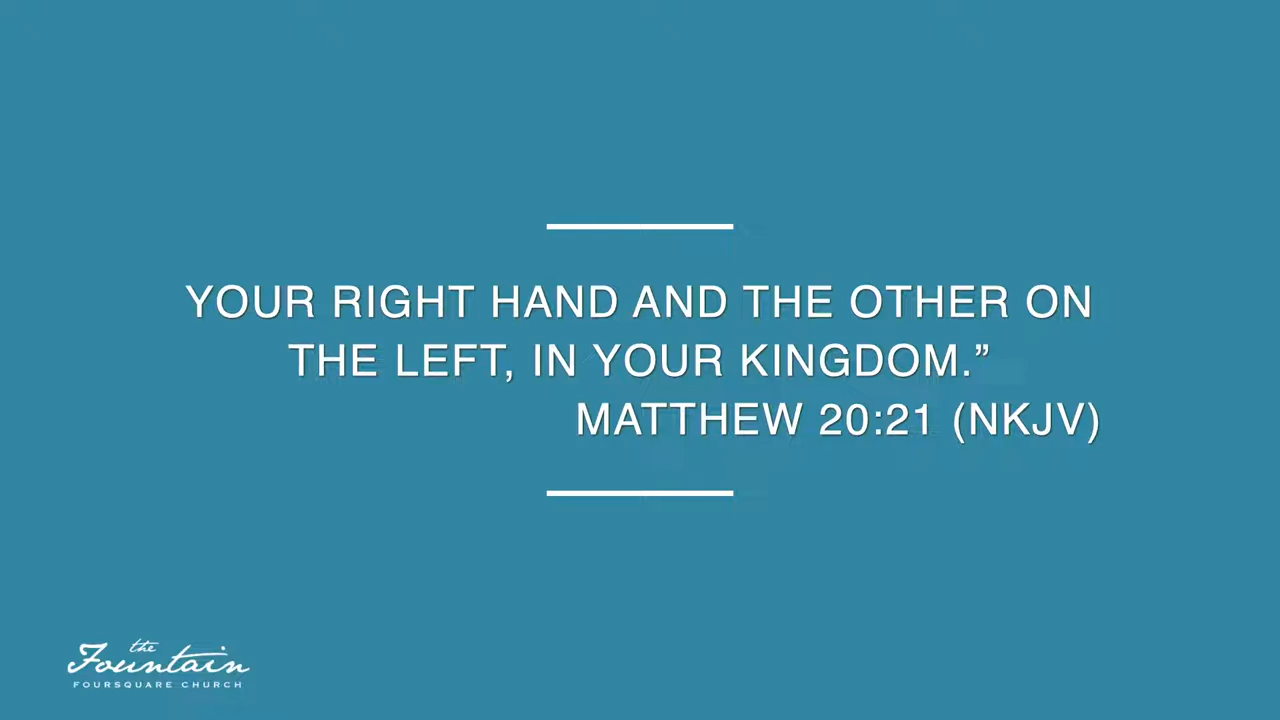 YOUR RIGHT HAND AND THE OTHER ON
THE LEFT, IN YOUR KINGDOM.”
MATTHEW 20:21 (NKJV)
the
Fountain
FOURSQUARE CHURCH